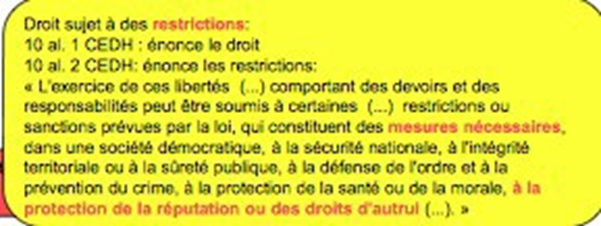 Droit sujet à des restrictions:
10 al. 1 CEDH : énonce le droit
10 al. 2 CEDH: énonce les restrictions:
« L'exercice de ces libertés (...) comportant des devoirs et des
responsabilités peut être soumis à certaines (...) restrictions ou
sanctions prévues par la loi, qui constituent des mesures nécessaires,
dans une société démocratique, à la sécurité nationale, à l'intégrité
territoriale ou à la sûreté publique, à la défense de l'ordre et à la
prévention du crime, à la protection de la santé ou de la morale, à la
protection de la réputation ou des droits d'autrui (...). »